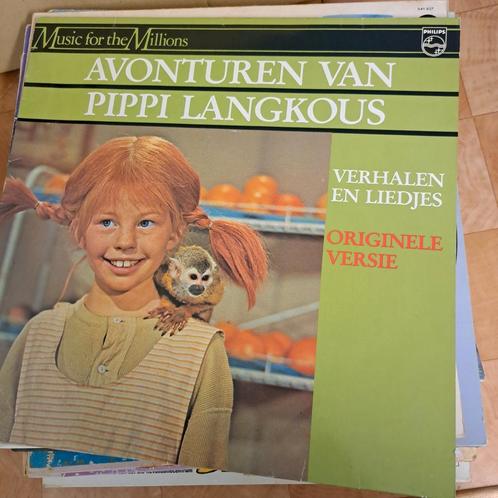 Music for the Millions
PHILIPS
AVONTUREN VAN
PIPPI LANGKOUS
VERHALEN
EN LIEDJES
ORIGINELE
VERSIE